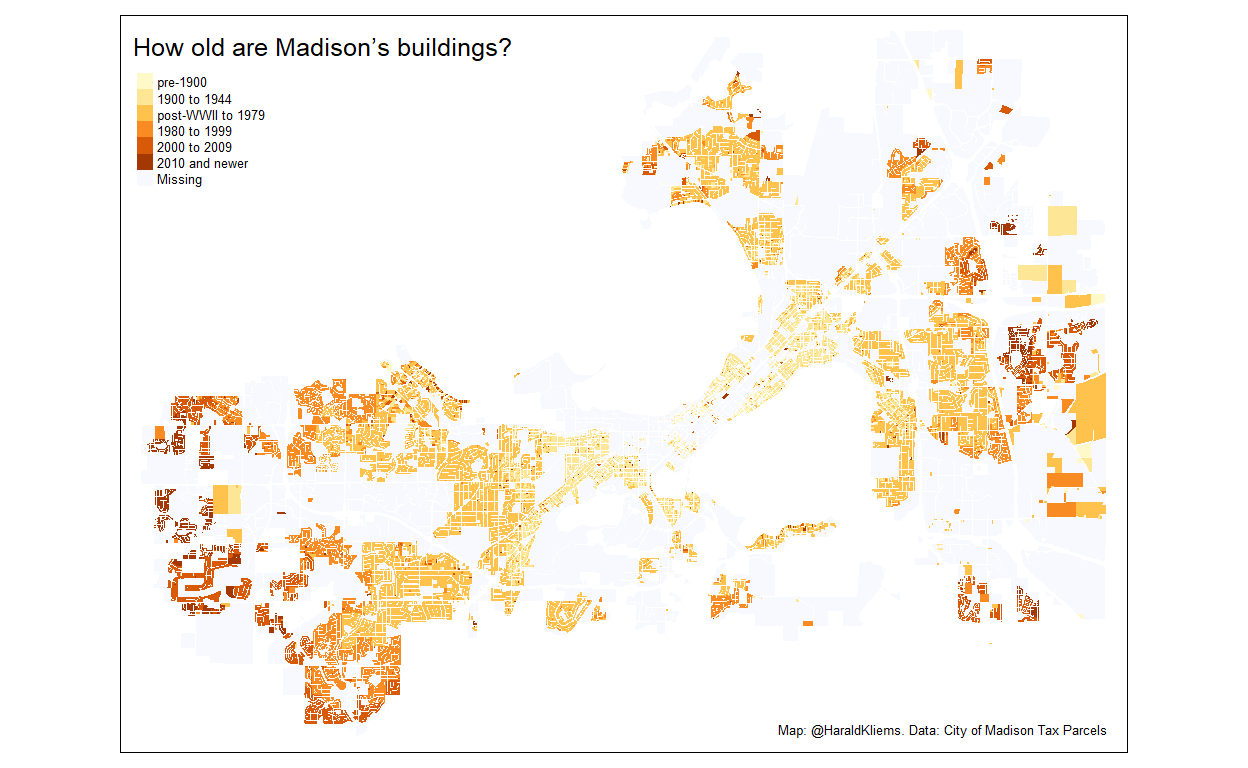 How old are Madison’s buildings?
pre-1900
1900 to 1944
post-WWII to 1979
1980 to 1999
2000 to 2009
2010 and newer
Missing
Map: @HaraldKliems. Data: City of Madison Tax Parcels